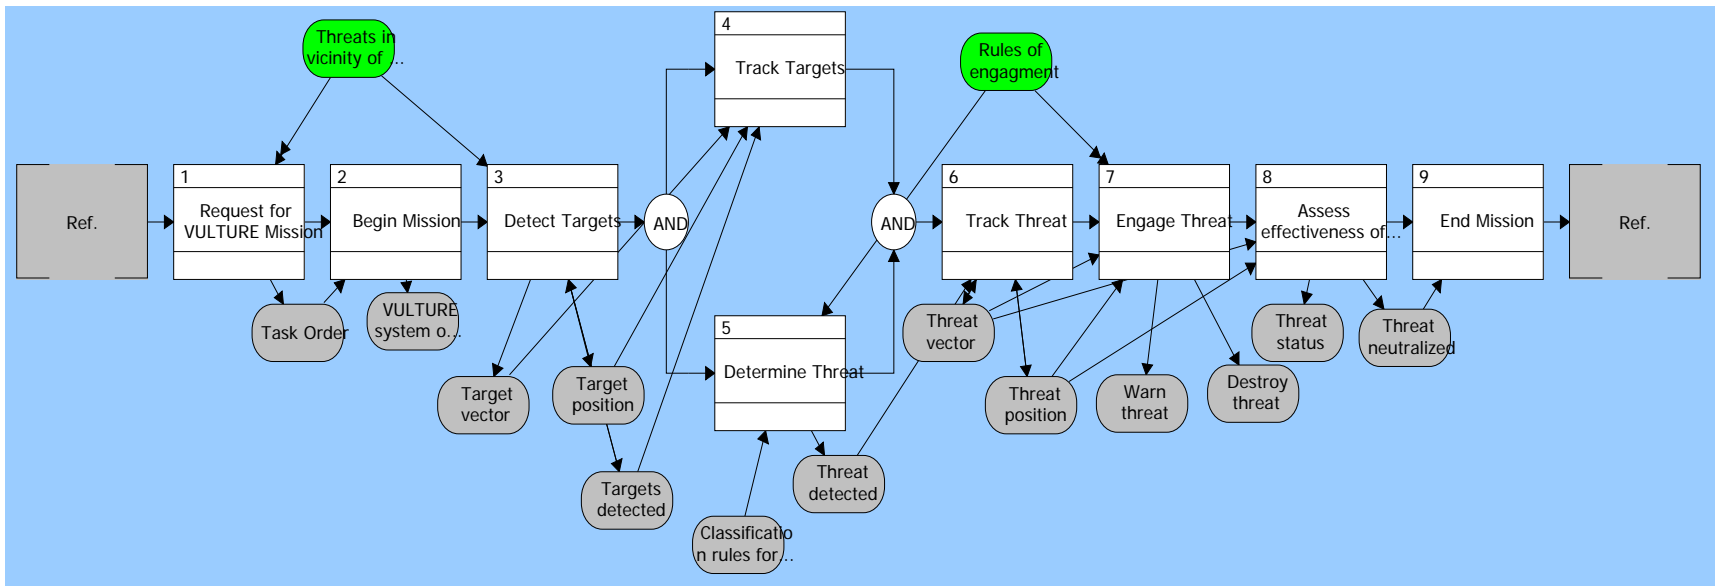 4
Track Targets
Threats in
vicinity of ...
Rules of
engagment
Ref.
1
Request for
VULTURE Mission
2
Begin Mission
3
Detect Targets
AND
AND
6
Track Threat
7
Engage Threat
8
Assess
effectiveness of...
9
End Mission
Ref.
Task Order
VULTURE
system o...
5
Determine Threat
Threat
vector
Threat
status
Threat
neutralized
Target
vector
Target
position
Threat
position
Warn
threat
Destroy
threat
Targets
detected
Threat
detected
Classificatio
n rules for...